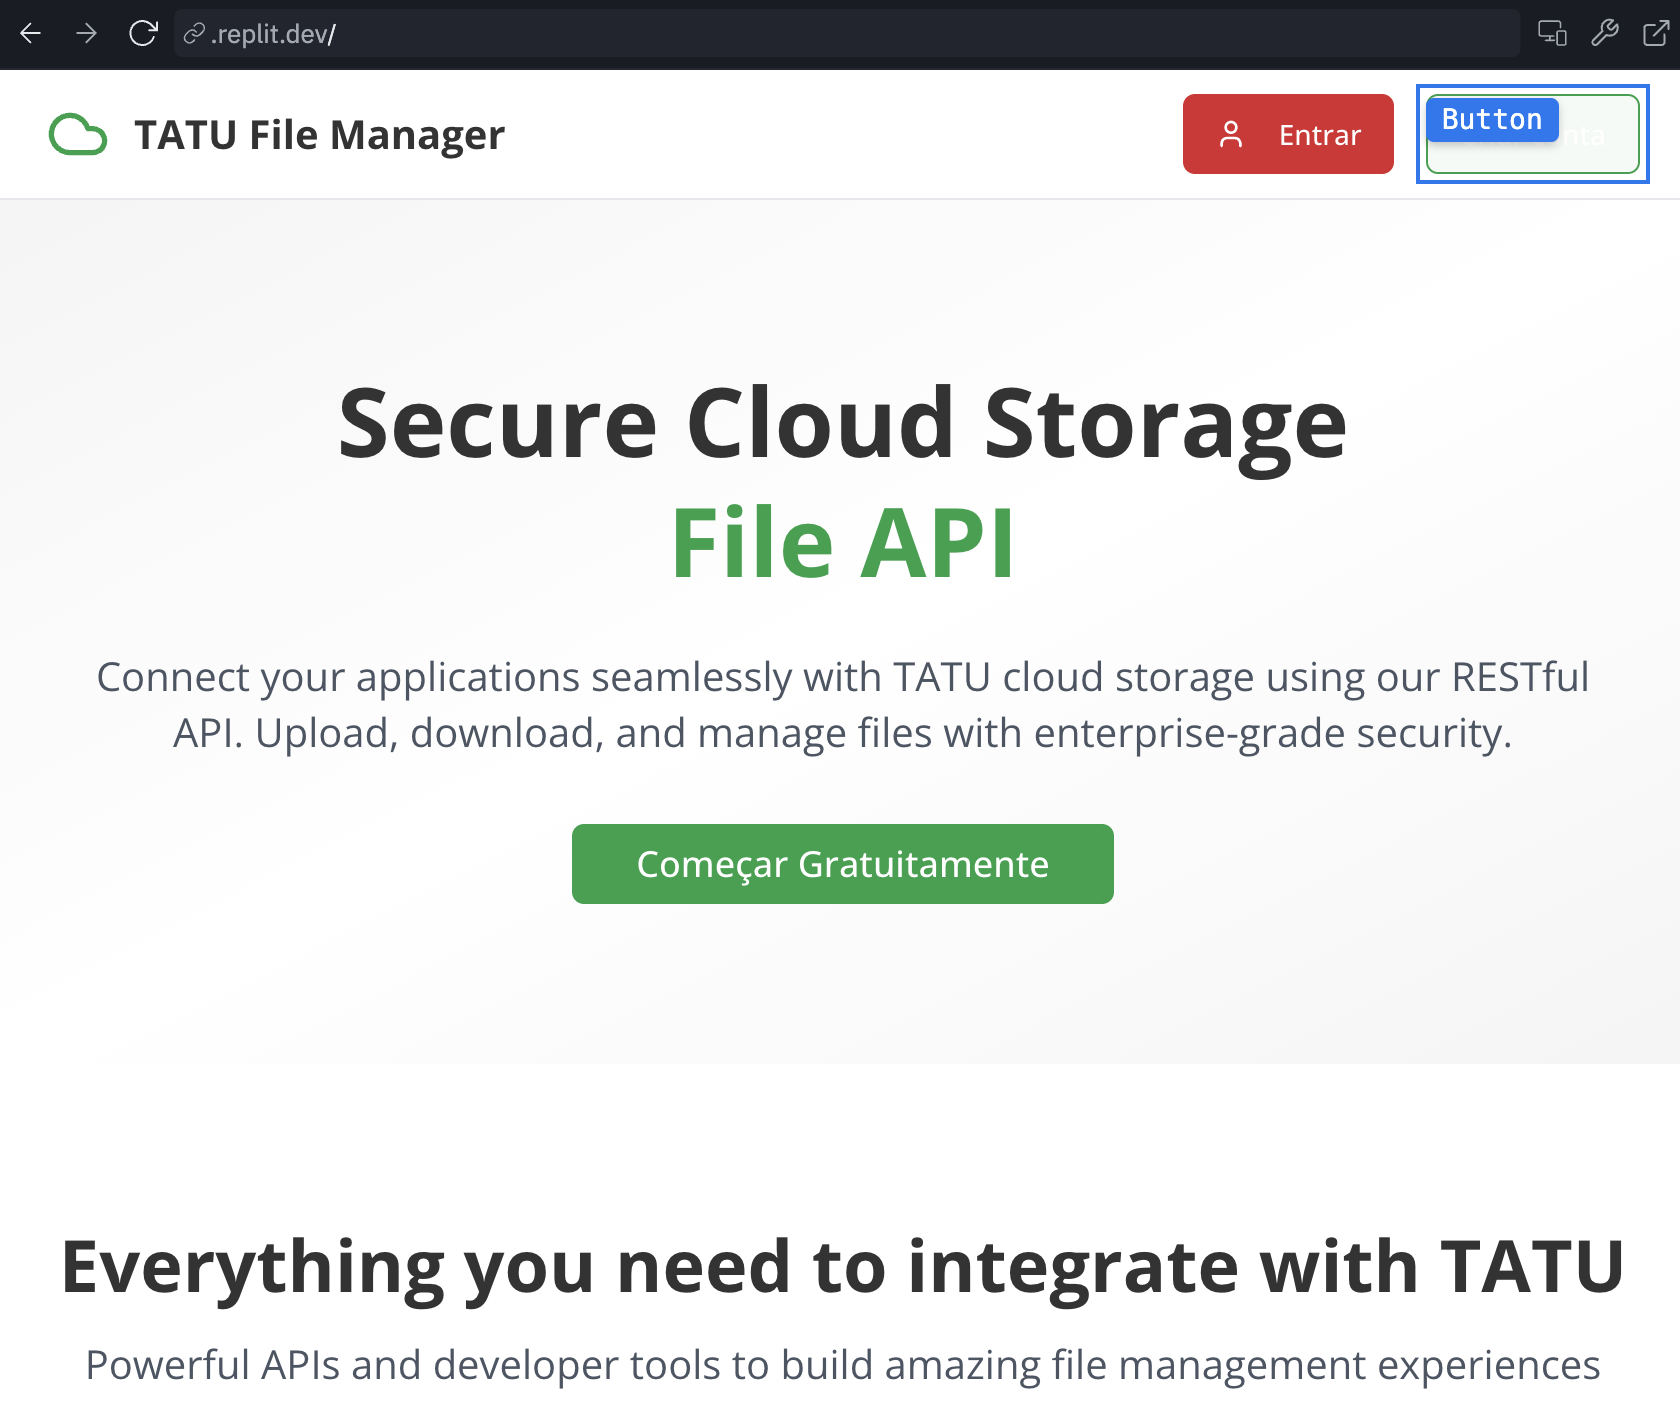 .replit.dev/
TATU File Manager
Entrar
Button
nta
Secure Cloud Storage
File API
Connect your applications seamlessly with TATU cloud storage using our RESTful
API. Upload, download, and manage files with enterprise-grade security.
Começar Gratuitamente
Everything you need to integrate with TATU
Powerful APIs and developer tools to build amazing file management experiences